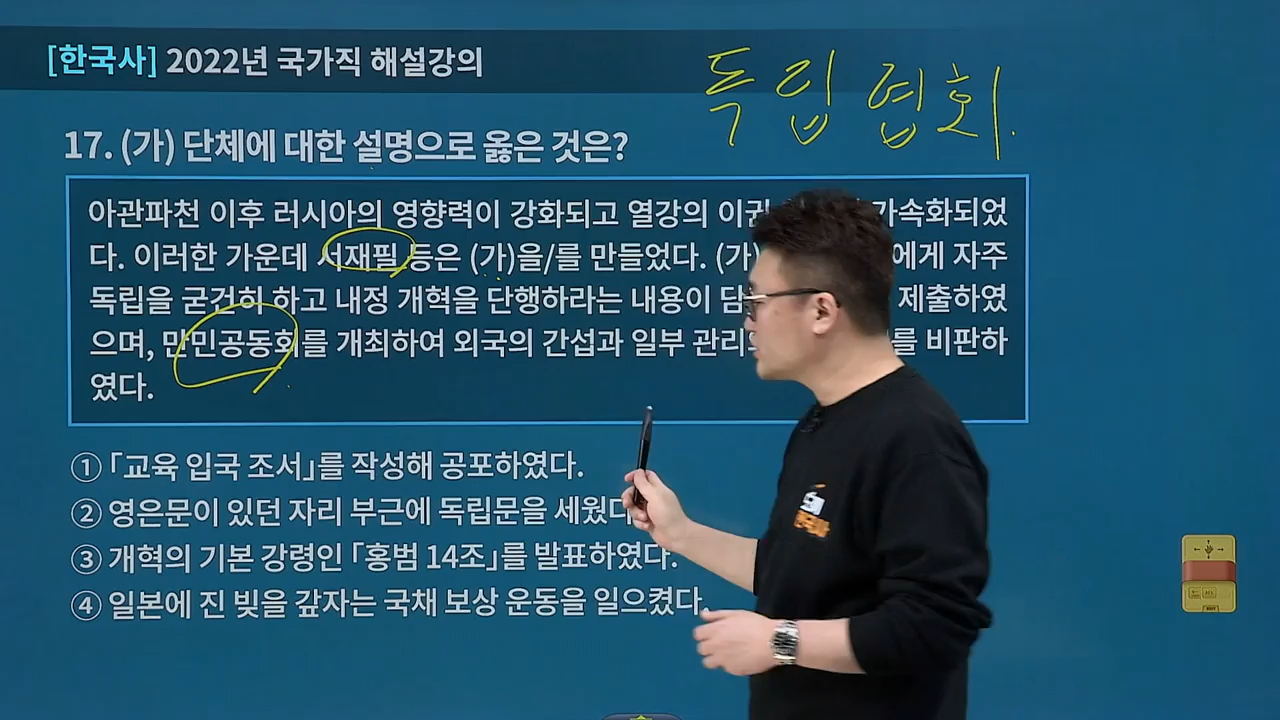 [한국사] 2022년 국가직 해설강의
독립협회.
17. (가) 단체에 대한 설명으로 옳은 것은?
아관파천 이후 러시아의 영향력이 강화되고 열강의 이권 가속화되었
다. 이러한 가운데 서재필 등은 (가)을/를 만들었다. (가) 에게 자주
독립을 굳건히 하고 내정 개혁을 단행하라는 내용이 담 제출하였
으며, 만민공동회를 개최하여 외국의 간섭과 일부 관리 를 비판하
였다.
① 「교육 입국 조서」를 작성해 공포하였다.
② 영은문이 있던 자리 부근에 독립문을 세웠다
③ 개혁의 기본 강령인 「홍범 14조」를 발표하였다.
④ 일본에 진 빚을 갚자는 국채 보상 운동을 일으켰다.